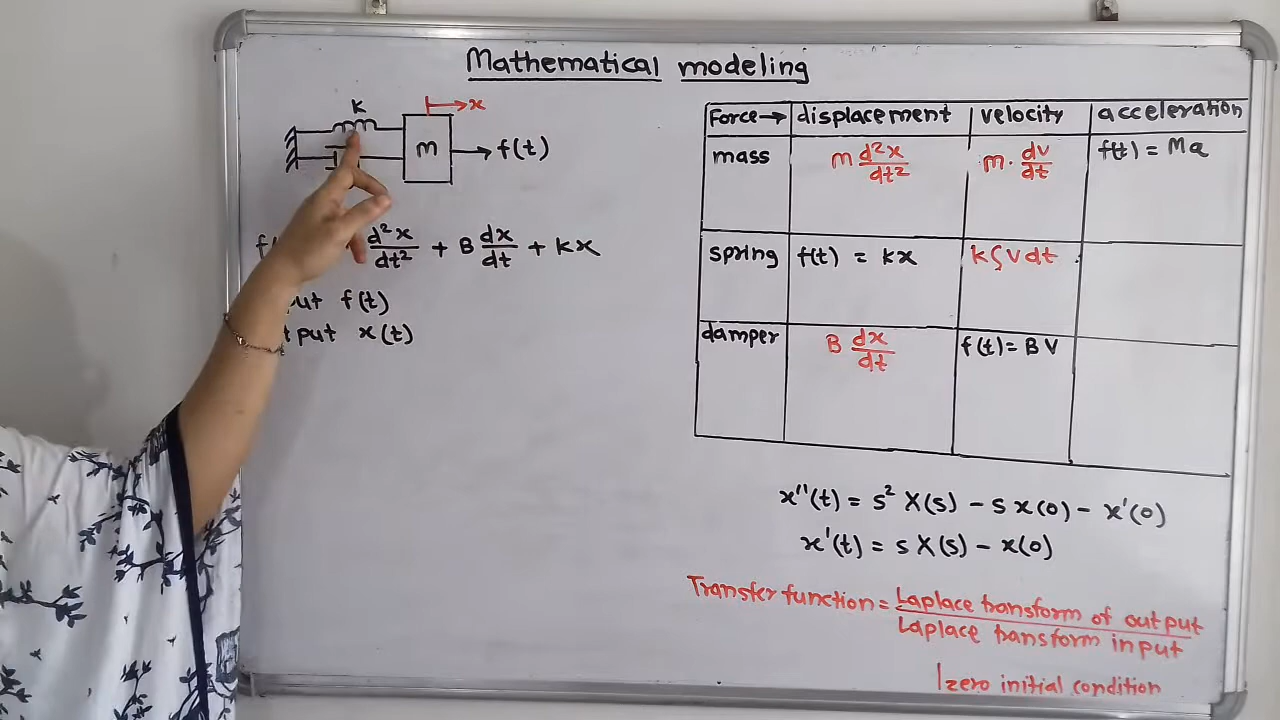 Mathematical modeling
K
x
m
f(t)
d²x/dt² + B dx/dt + kx
f(t)
x(t)
Force→ displacement velocity acceleration
mass m d²x/dt² m. dv/dt f(t) = Ma
spring f(t) = kx k∫vdt
damper B dx/dt f(t)= BV
x''(t) = s² X(s) - s x(0) - x'(0)
x'(t) = s X(s) - x(0)
Transfer function = Laplace transform of output
Laplace transform input
|zero initial condition